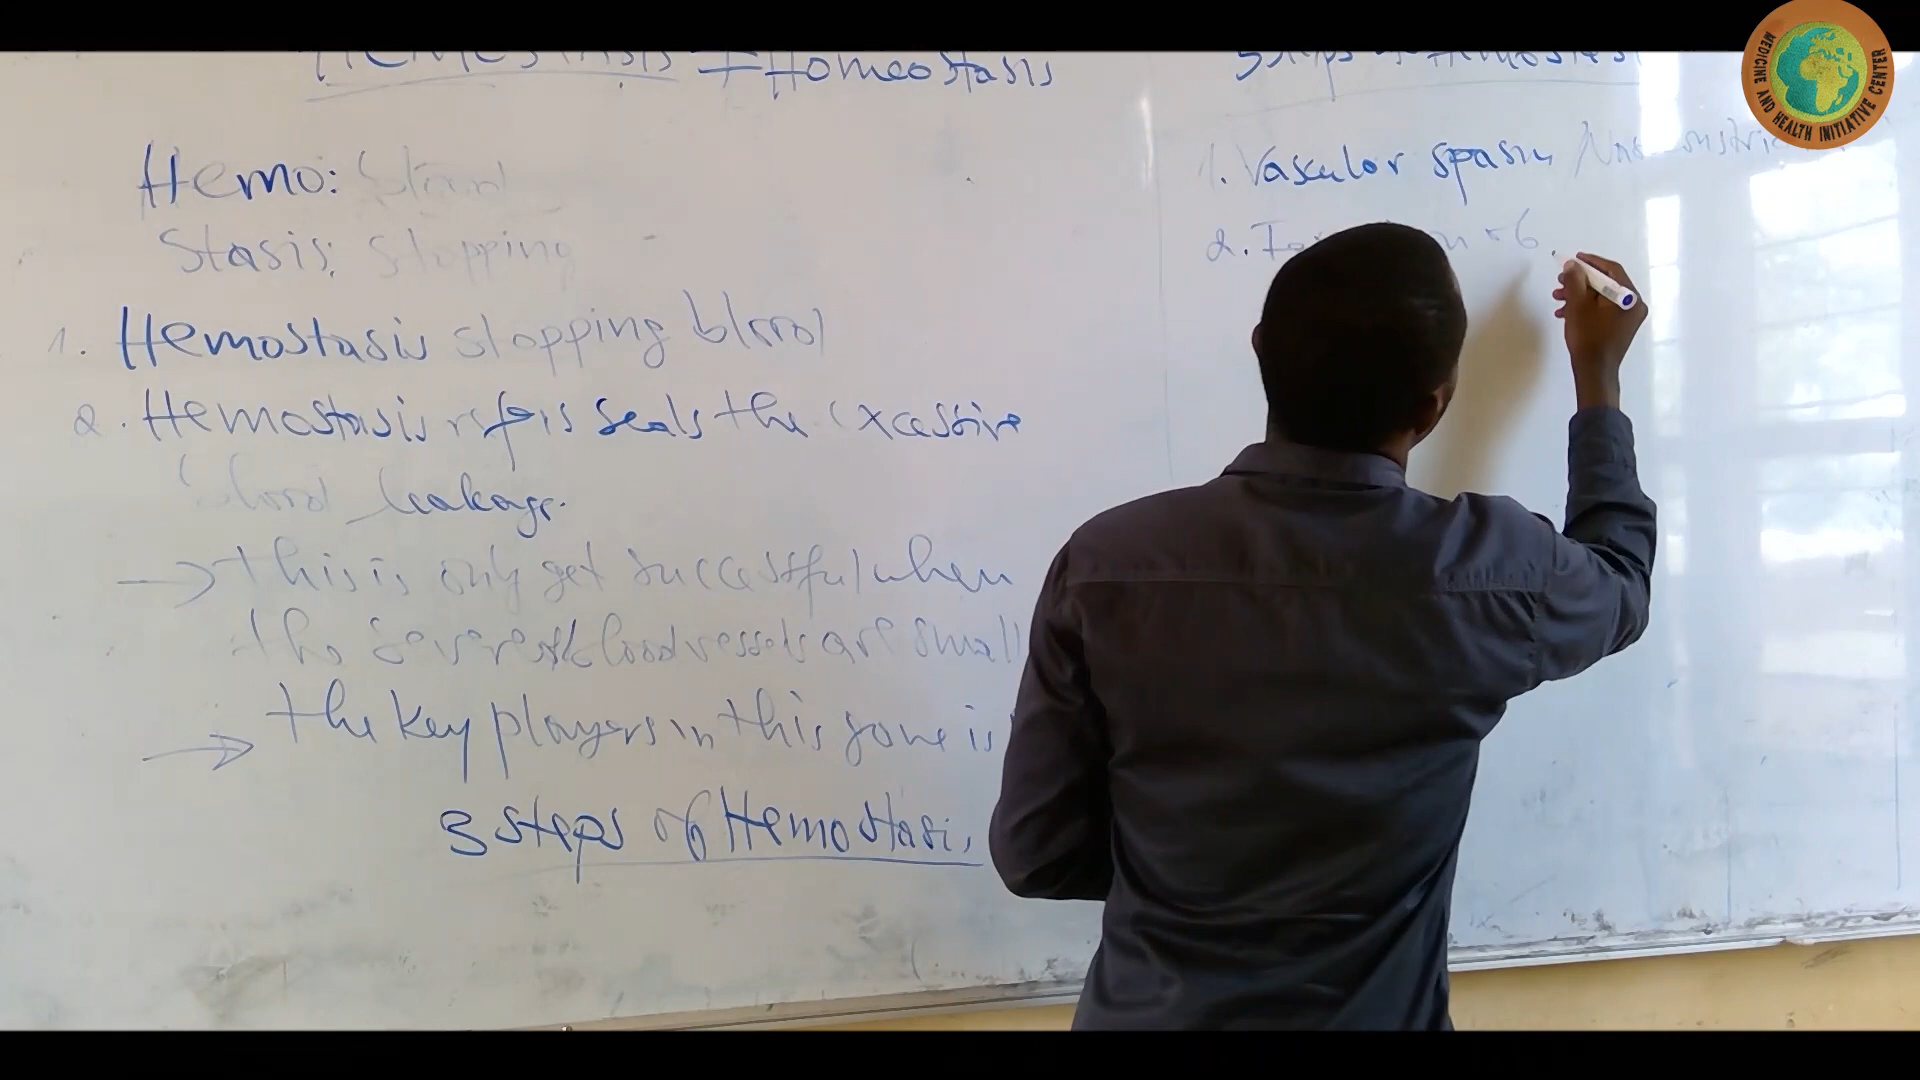 HEMOSTASIS ≠ Homeostasis
Hemo:
Stasis: stopping
1. Hemostasis stopping blood
2. Hemostasis refers seals the excessive
blood leakage.
→ this is only get successful when
the severed blood vessels are small
→ the key players in this game is
3 steps of Hemostasis
3 steps of Hemostasis
1. Vascular spasm /
2.
MEDICINE AND HEALTH INITIATIVE CENTER